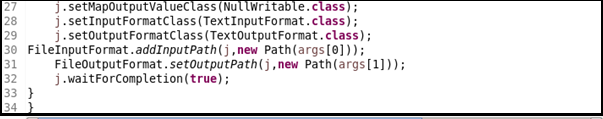 27 j.setMapOutputValueClass(NullWritable.class);
28 j.setInputFormatClass(TextInputFormat.class);
29 j.setOutputFormatClass(TextOutputFormat.class);
30 FileInputFormat.addInputPath(j,new Path(args[0]));
31 FileOutputFormat.setOutputPath(j,new Path(args[1]));
32 j.waitForCompletion(true);
33 }
34 }